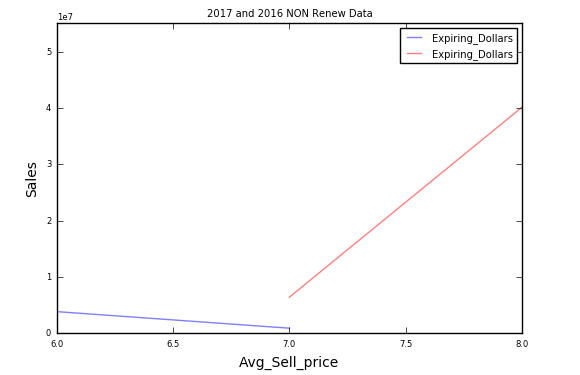 2017 and 2016 NON Renew Data
1e7
Expiring_Dollars
Expiring_Dollars
5
4
3
2
1
0
Sales
6.0 6.5 7.0 7.5 8.0
Avg_Sell_price